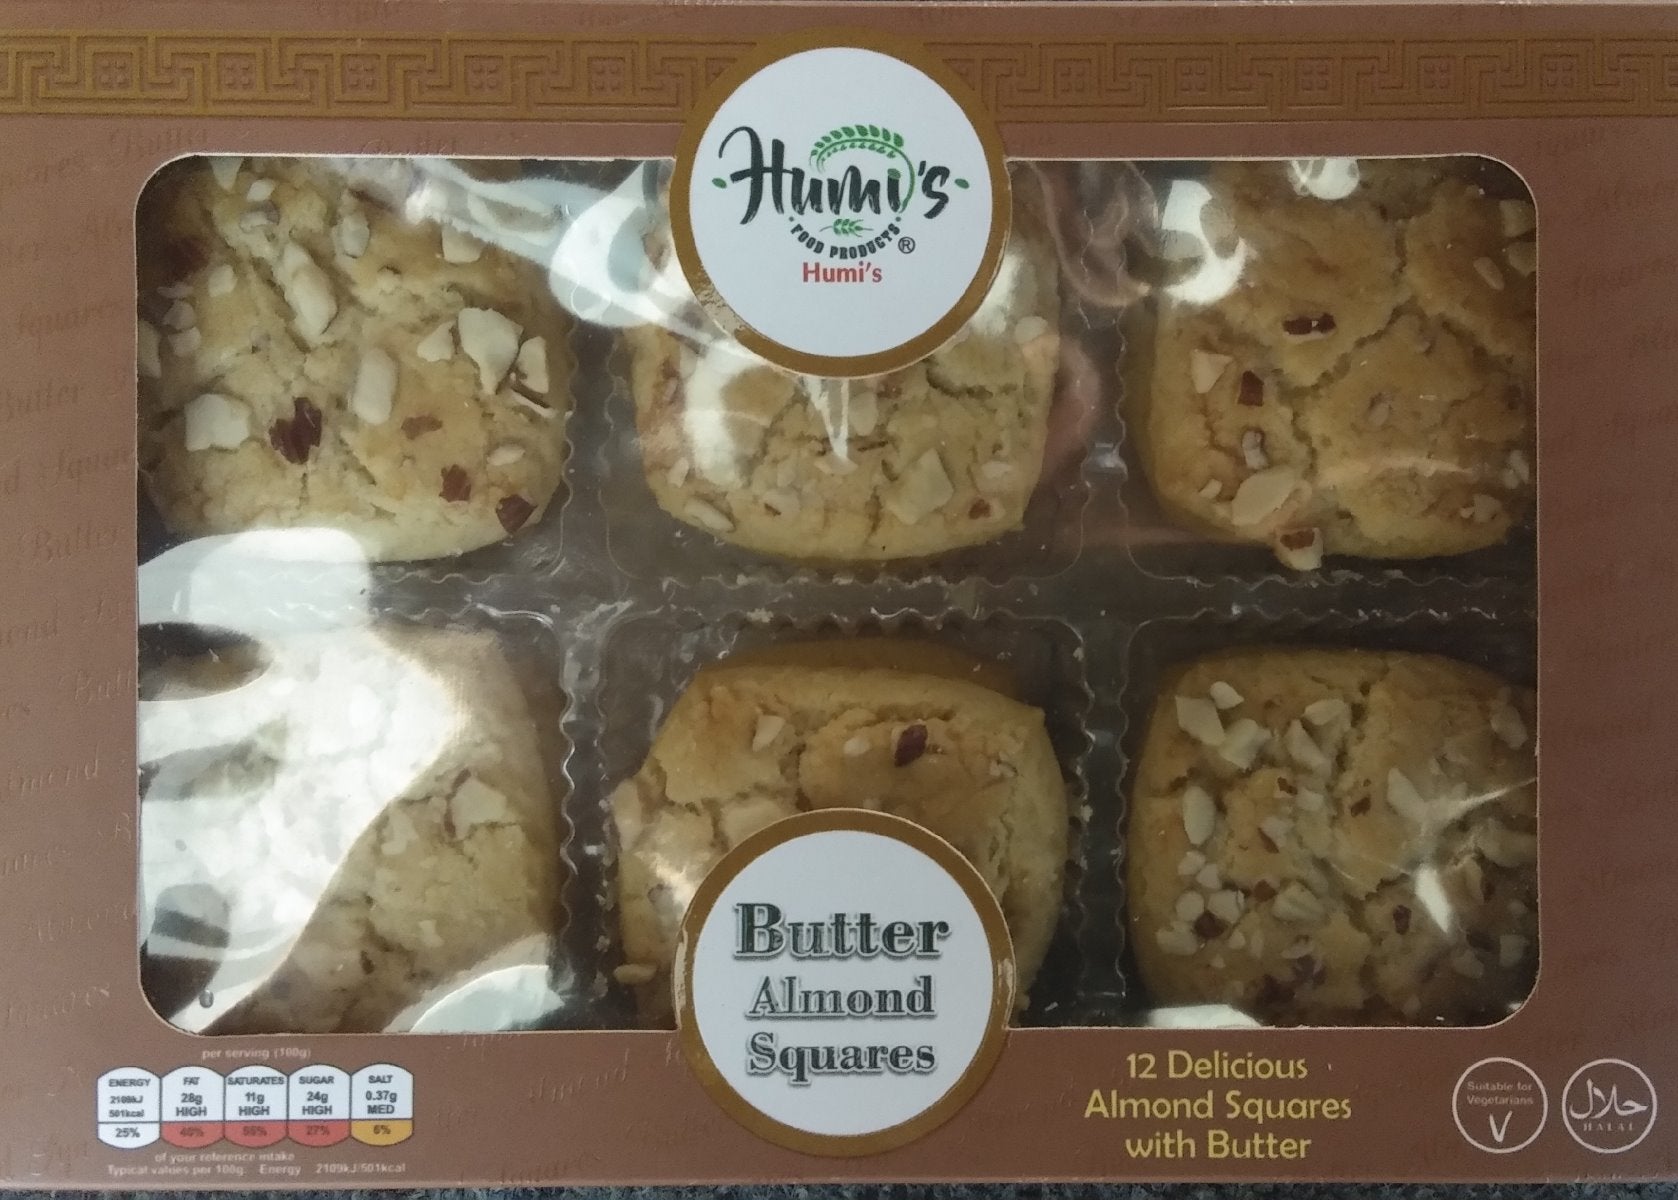 Humi's
FOOD PRODUCTS®
Humi's
Butter
Almond
Squares
per serving (100g)
ENERGY
2109kJ
501kcal
25%
FAT
28g
HIGH
40%
SATURATES
11g
HIGH
55%
SUGAR
24g
HIGH
27%
SALT
0.37g
MED
6%
of your reference intake
Typical values per 100g: Energy 2109kJ/501kcal
12 Delicious
Almond Squares
with Butter
Suitable for
Vegetarians
V
حلال
HALAL